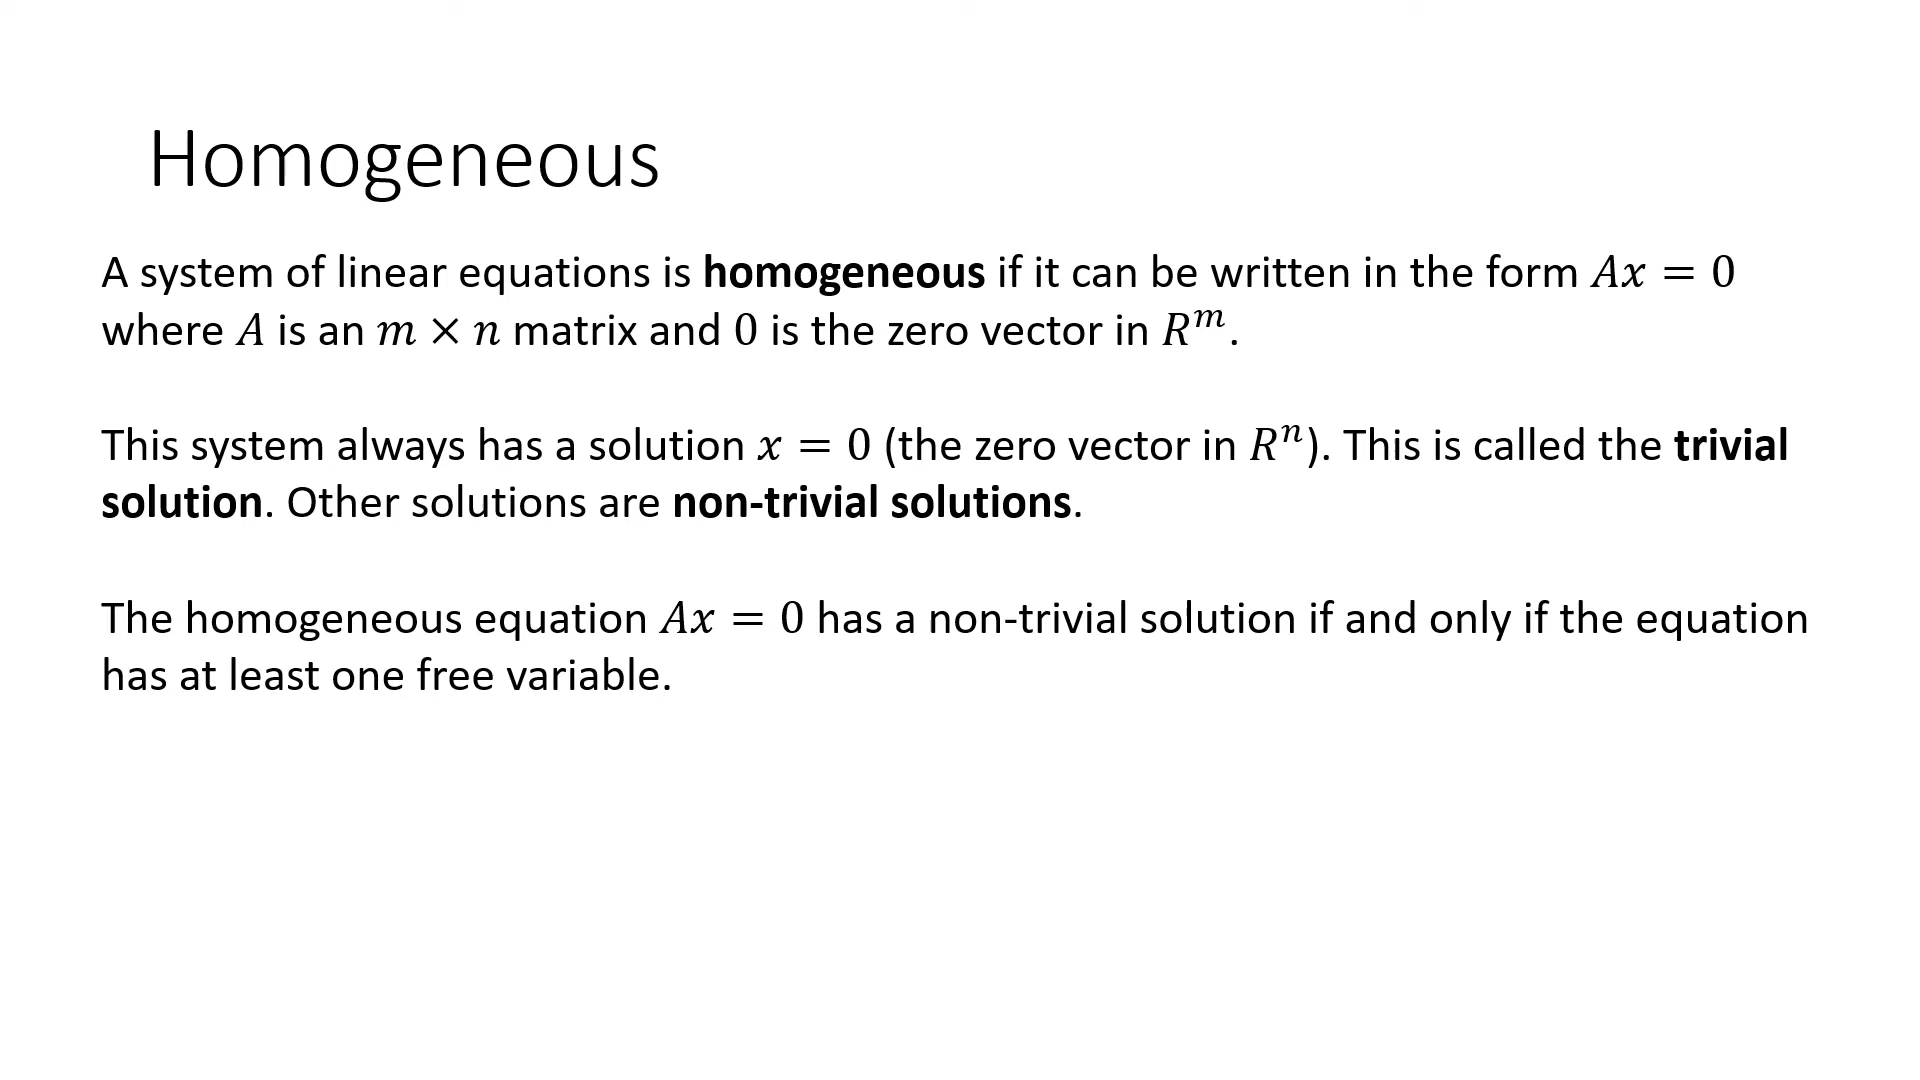 Homogeneous
A system of linear equations is homogeneous if it can be written in the form 𝐴𝑥 = 0
where 𝐴 is an 𝑚 × 𝑛 matrix and 0 is the zero vector in 𝑅ᵐ.
This system always has a solution 𝑥 = 0 (the zero vector in 𝑅ⁿ). This is called the trivial
solution. Other solutions are non-trivial solutions.
The homogeneous equation 𝐴𝑥 = 0 has a non-trivial solution if and only if the equation
has at least one free variable.